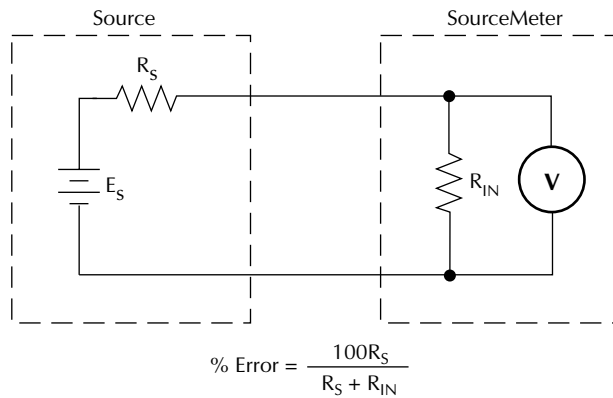 Source
SourceMeter
R_S
E_S
R_IN
V
% Error = 100R_S / R_S + R_IN